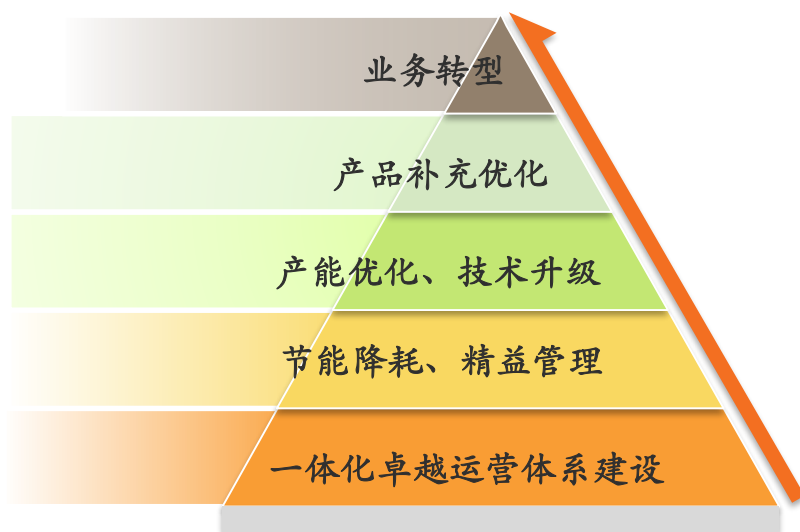 业务转型
产品补充优化
产能优化、技术升级
节能降耗、精益管理
一体化卓越运营体系建设